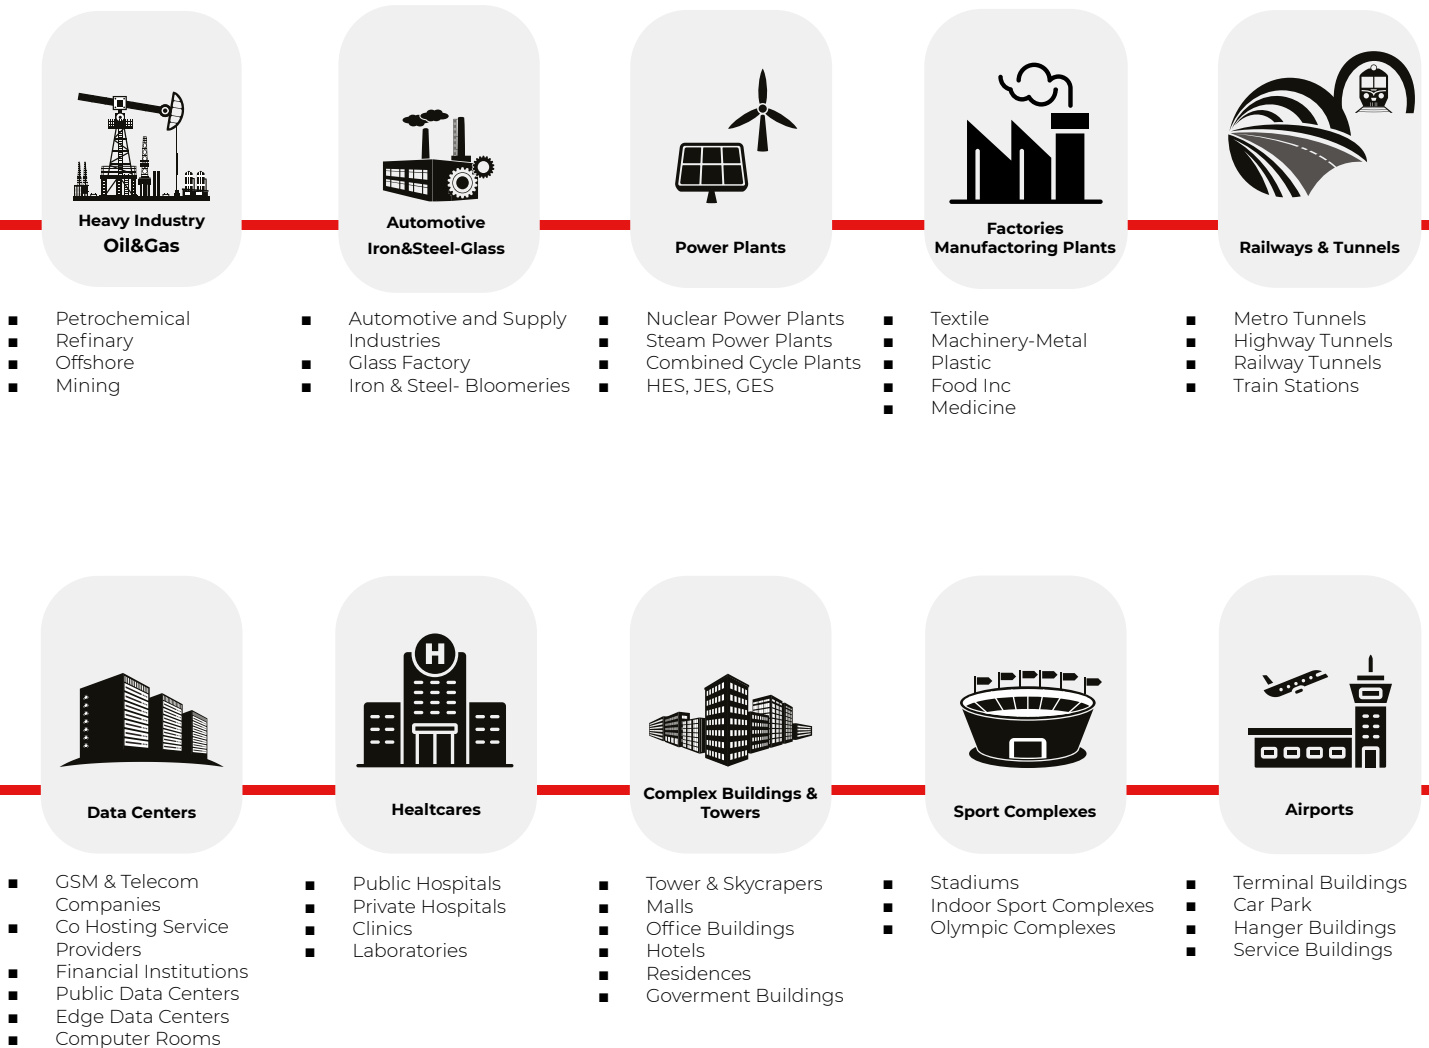 Heavy Industry
Oil&Gas
Petrochemical
Refinary
Offshore
Mining
Automotive
Iron&Steel-Glass
Automotive and Supply
Industries
Glass Factory
Iron & Steel- Bloomeries
Power Plants
Nuclear Power Plants
Steam Power Plants
Combined Cycle Plants
HES, JES, GES
Factories
Manufactoring Plants
Textile
Machinery-Metal
Plastic
Food Inc
Medicine
Railways & Tunnels
Metro Tunnels
Highway Tunnels
Railway Tunnels
Train Stations
Data Centers
GSM & Telecom
Companies
Co Hosting Service
Providers
Financial Institutions
Public Data Centers
Edge Data Centers
Computer Rooms
H
Healtcares
Public Hospitals
Private Hospitals
Clinics
Laboratories
Complex Buildings &
Towers
Tower & Skycrapers
Malls
Office Buildings
Hotels
Residences
Goverment Buildings
Sport Complexes
Stadiums
Indoor Sport Complexes
Olympic Complexes
Airports
Terminal Buildings
Car Park
Hanger Buildings
Service Buildings